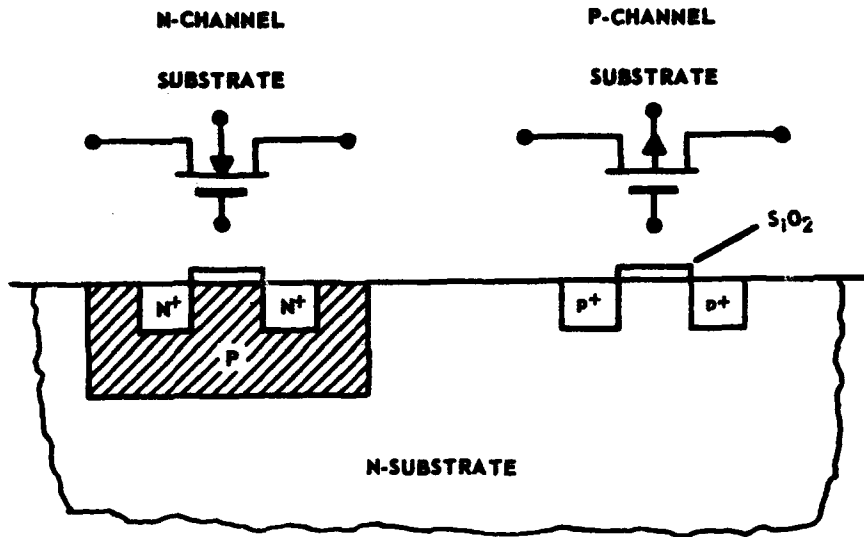 N-CHANNEL
P-CHANNEL
SUBSTRATE
SUBSTRATE
SiO2
N+
N+
P+
P+
P
N-SUBSTRATE